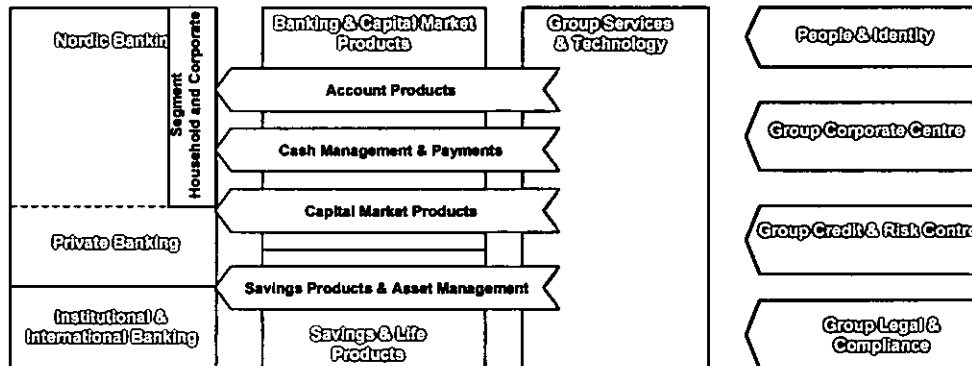 Nordic Bankin
Segment
Household and Corporate
Private Banking
Institutional &
International Banking
Banking & Capital Market
Products
Account Products
Cash Management & Payments
Capital Market Products
Savings Products & Asset Management
Savings & Life
Products
Group Services
& Technology
People & Identity
Group Corporate Centre
Group Credit & Risk Contro
Group Legal &
Compliance